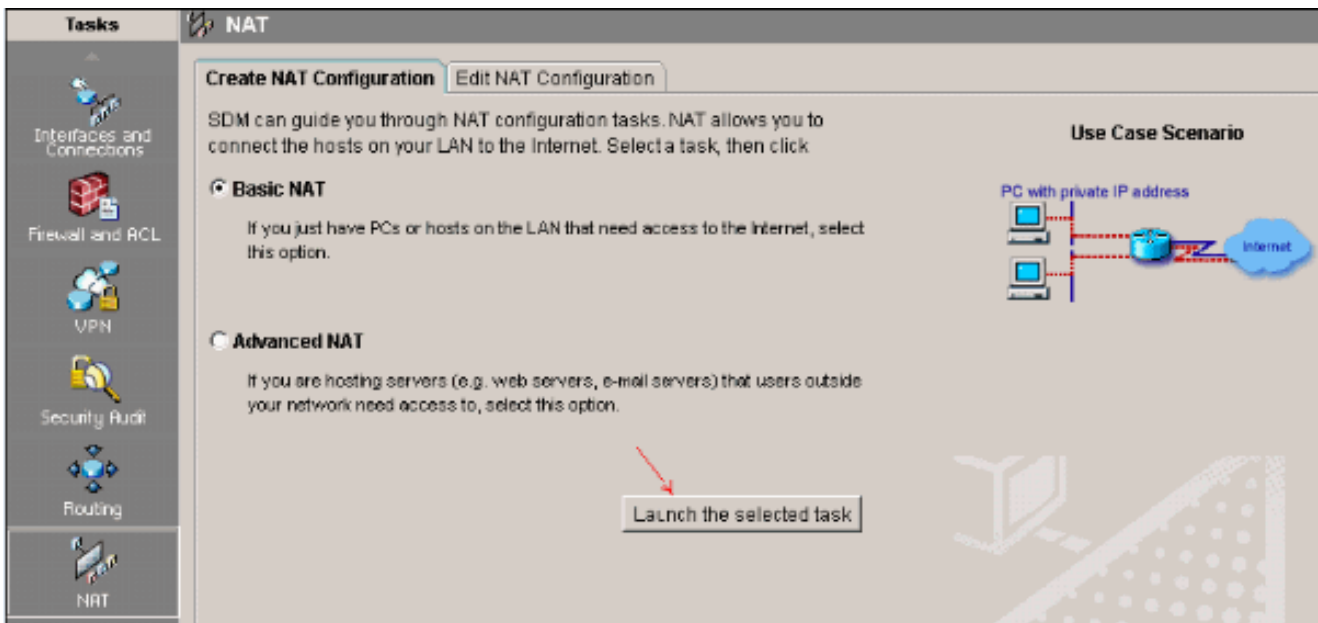 Tasks
NAT
Interfaces and
Connections
Firewall and ACL
VPN
Security Audit
Routing
NAT
Create NAT Configuration
Edit NAT Configuration
SDM can guide you through NAT configuration tasks. NAT allows you to
connect the hosts on your LAN to the Internet. Select a task, then click
Basic NAT
If you just have PCs or hosts on the LAN that need access to the Internet, select
this option.
Advanced NAT
If you are hosting servers (e.g. web servers, e-mail servers) that users outside
your network need access to, select this option.
Launch the selected task
Use Case Scenario
PC with private IP address
Internet